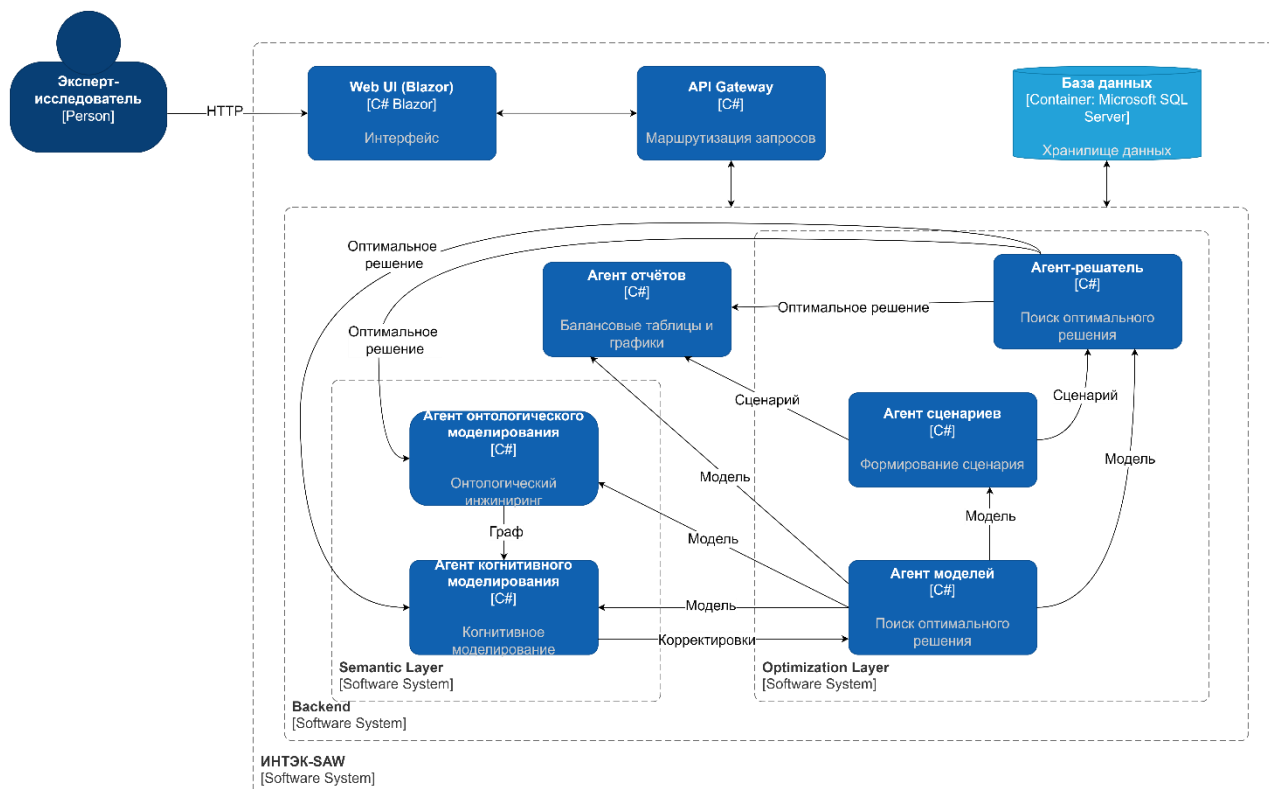 Эксперт-
исследователь
[Person]
HTTP
Web UI (Blazor)
[C# Blazor]
Интерфейс
API Gateway
[C#]
Маршрутизация запросов
База данных
[Container: Microsoft SQL
Server]
Хранилище данных
Оптимальное
решение
Оптимальное
решение
Агент отчётов
[C#]
Балансовые таблицы и
графики
Оптимальное решение
Агент-решатель
[C#]
Поиск оптимального
решения
Сценарий
Агент сценариев
[C#]
Формирование сценария
Сценарий
Модель
Агент онтологического
моделирования
[C#]
Онтологический
инжиниринг
Модель
Модель
Модель
Граф
Агент когнитивного
моделирования
[C#]
Когнитивное
моделирование
Модель
Корректировки
Агент моделей
[C#]
Поиск оптимального
решения
Semantic Layer
[Software System]
Optimization Layer
[Software System]
Backend
[Software System]
ИНТЭК-SAW
[Software System]